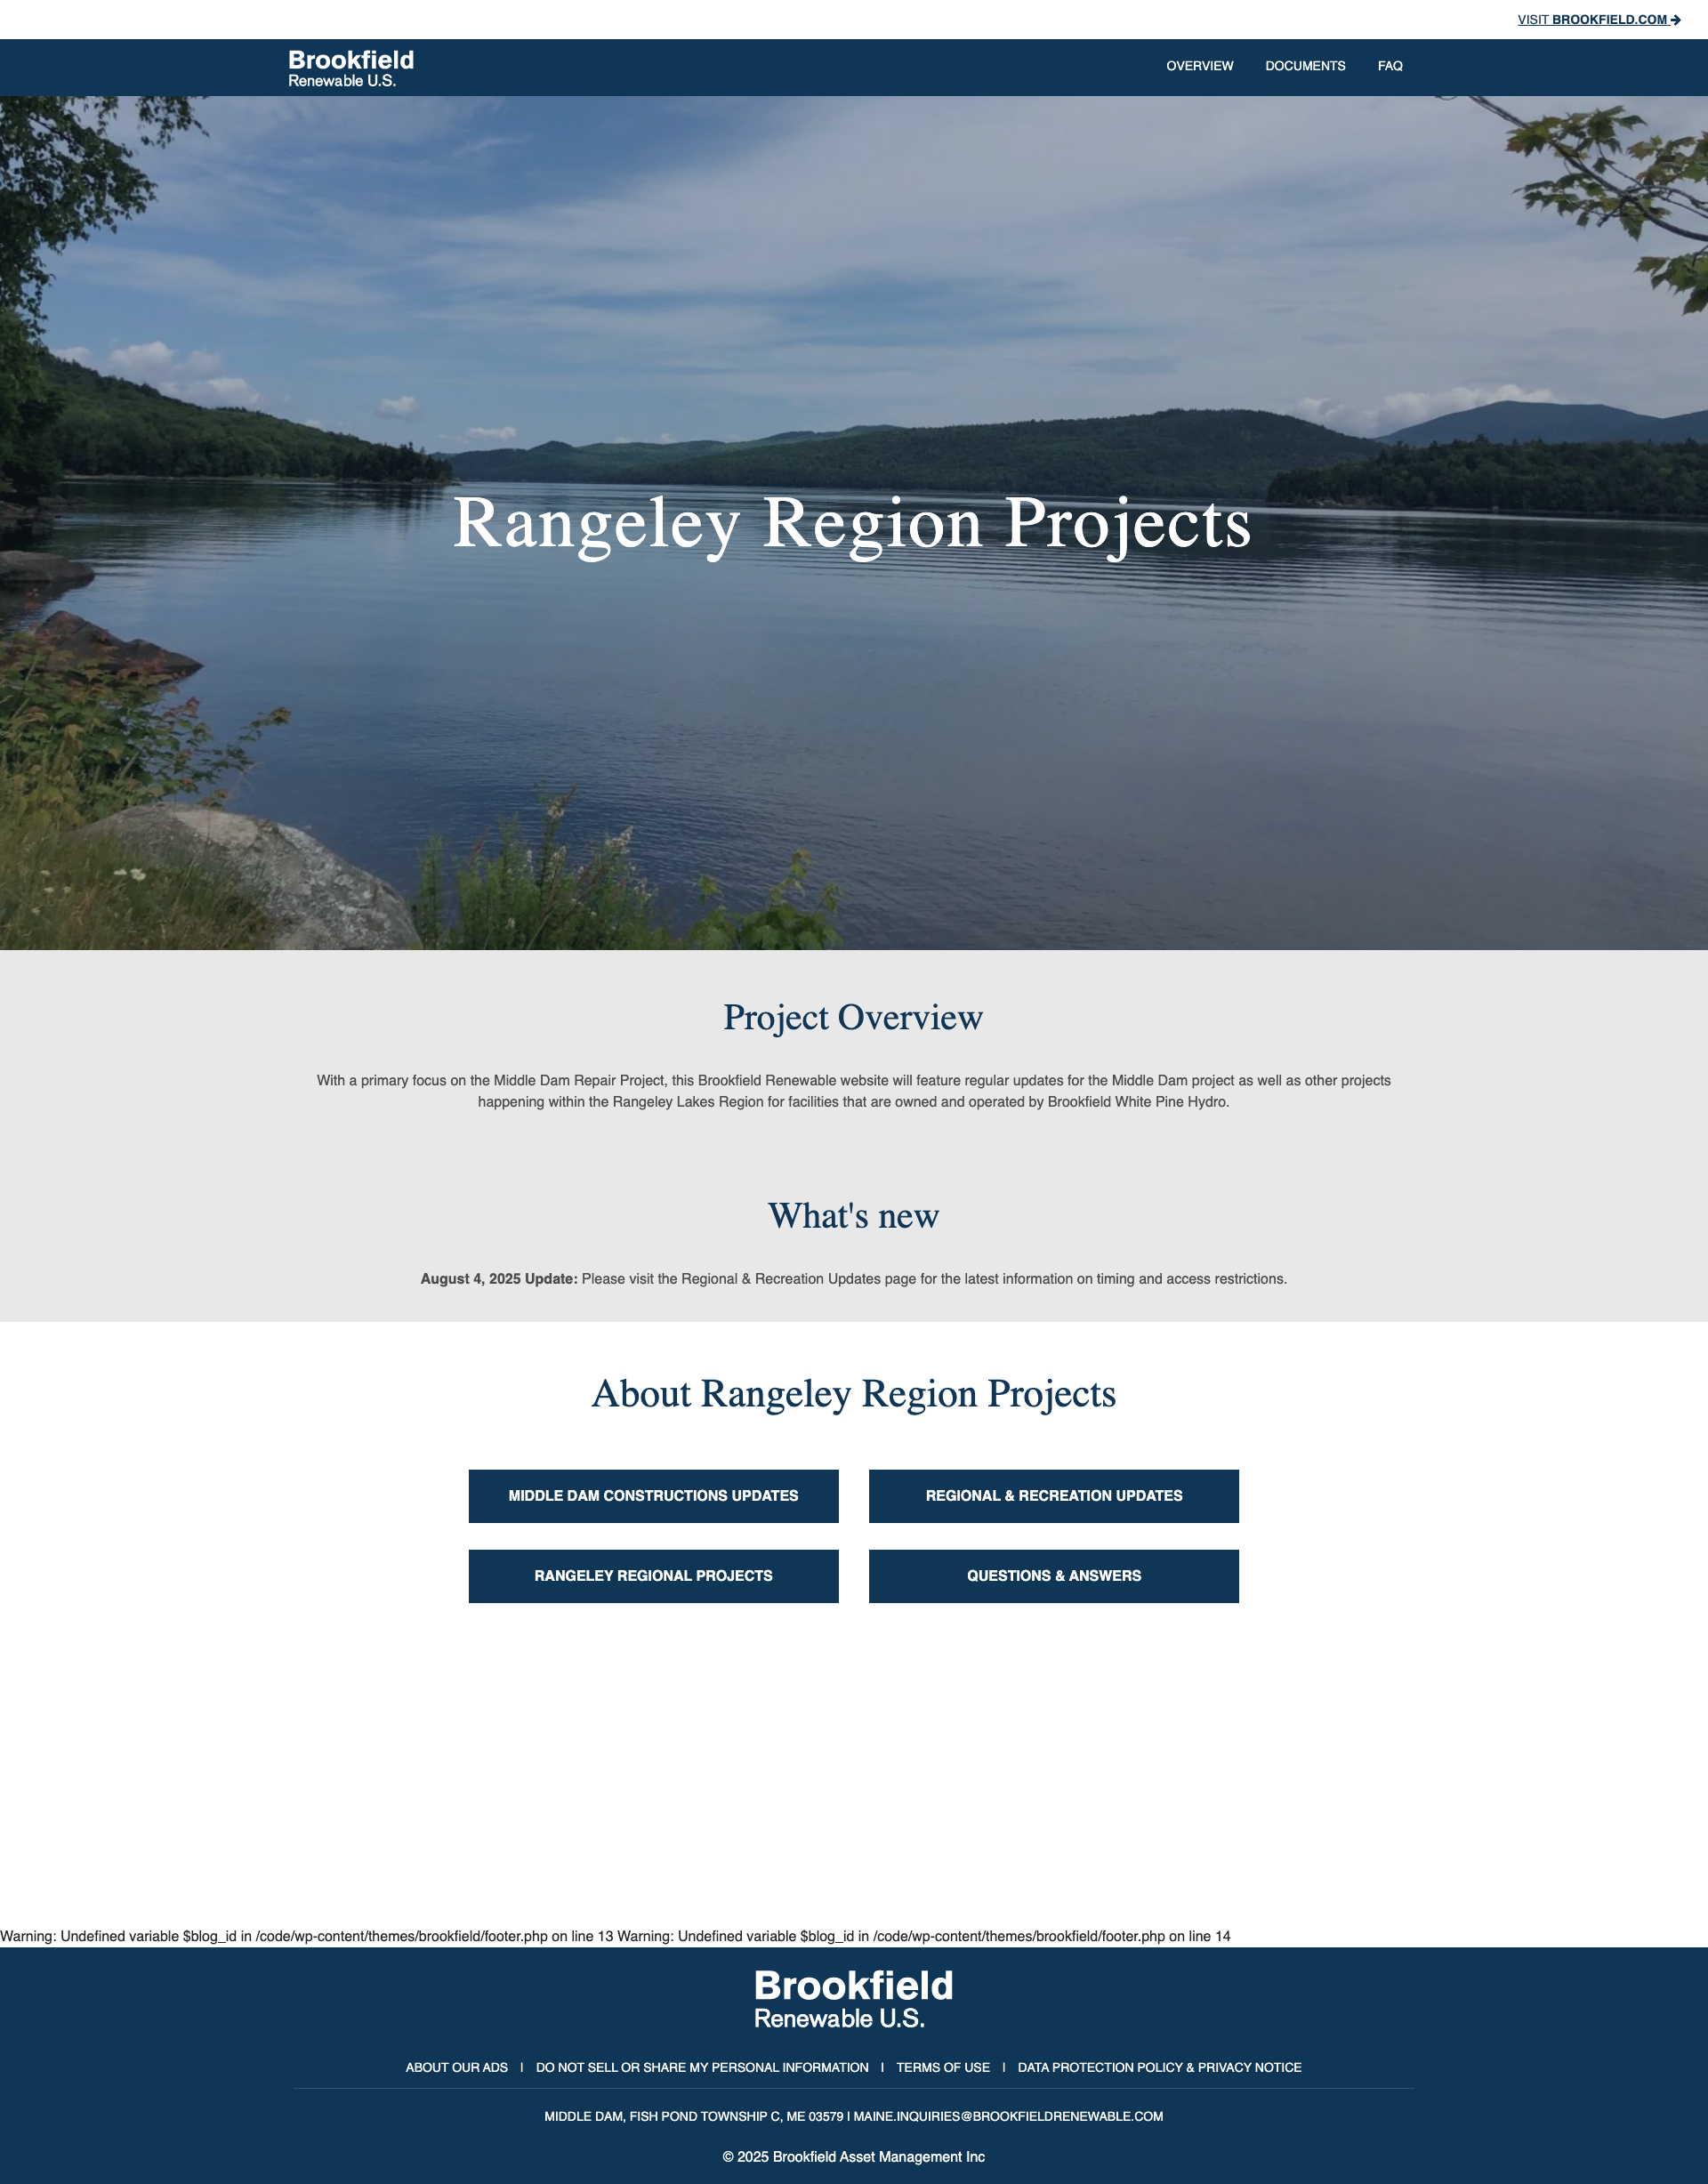 VISIT BROOKFIELD.COM
Brookfield
Renewable U.S.
OVERVIEW DOCUMENTS FAQ
Rangeley Region Projects
Project Overview
With a primary focus on the Middle Dam Repair Project, this Brookfield Renewable website will feature regular updates for the Middle Dam project as well as other projects
happening within the Rangeley Lakes Region for facilities that are owned and operated by Brookfield White Pine Hydro.
What's new
August 4, 2025 Update: Please visit the Regional & Recreation Updates page for the latest information on timing and access restrictions.
About Rangeley Region Projects
MIDDLE DAM CONSTRUCTIONS UPDATES
REGIONAL & RECREATION UPDATES
RANGELEY REGIONAL PROJECTS
QUESTIONS & ANSWERS
Warning: Undefined variable $blog_id in /code/wp-content/themes/brookfield/footer.php on line 13 Warning: Undefined variable $blog_id in /code/wp-content/themes/brookfield/footer.php on line 14
Brookfield
Renewable U.S.
ABOUT OUR ADS | DO NOT SELL OR SHARE MY PERSONAL INFORMATION | TERMS OF USE | DATA PROTECTION POLICY & PRIVACY NOTICE
MIDDLE DAM, FISH POND TOWNSHIP C, ME 03579 | MAINE.INQUIRIES@BROOKFIELDRENEWABLE.COM
© 2025 Brookfield Asset Management Inc